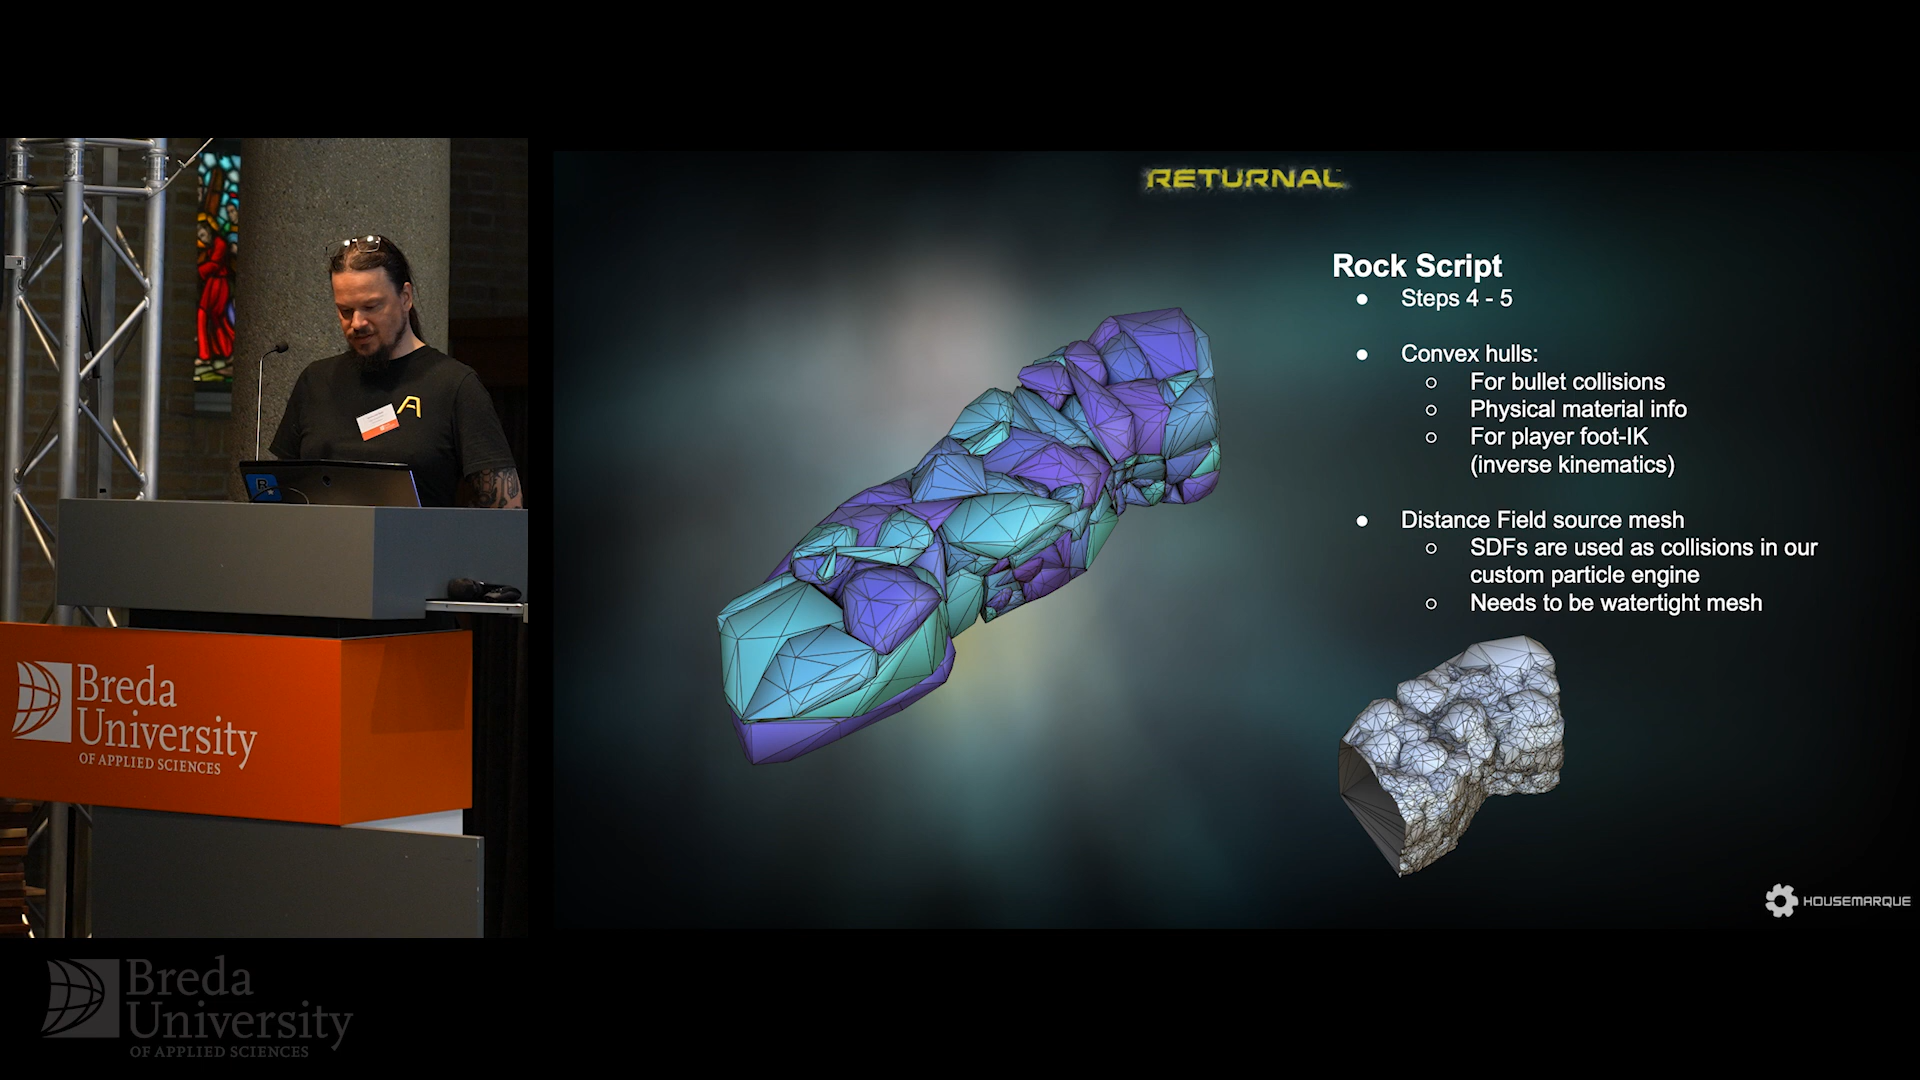 RETURNAL
Rock Script
● Steps 4 - 5
● Convex hulls:
○ For bullet collisions
○ Physical material info
○ For player foot-IK
(inverse kinematics)
● Distance Field source mesh
○ SDFs are used as collisions in our
custom particle engine
○ Needs to be watertight mesh
HOUSEMARQUE
Breda
University
OF APPLIED SCIENCES
Breda
University
OF APPLIED SCIENCES